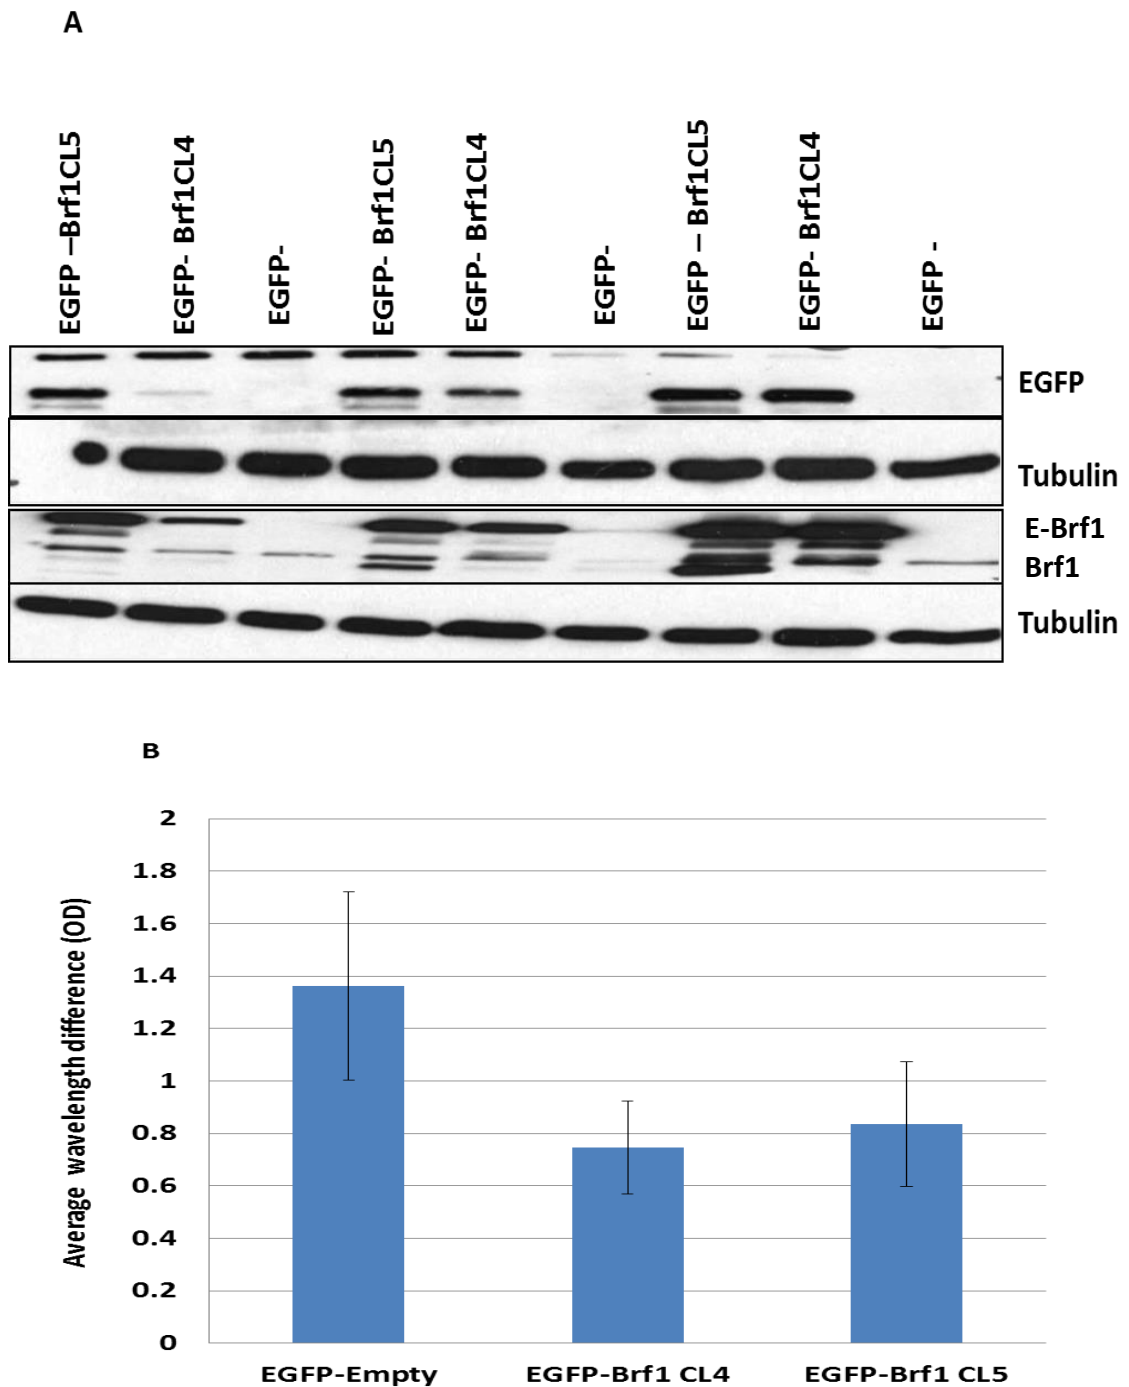 A
EGFP –Brf1CL5
EGFP- Brf1CL4
EGFP-
EGFP- Brf1CL5
EGFP- Brf1CL4
EGFP-
EGFP – Brf1CL5
EGFP- Brf1CL4
EGFP -
EGFP
Tubulin
E-Brf1
Brf1
Tubulin
B
Average wavelength difference (OD)
2
1.8
1.6
1.4
1.2
1
0.8
0.6
0.4
0.2
0
EGFP-Empty
EGFP-Brf1 CL4
EGFP-Brf1 CL5